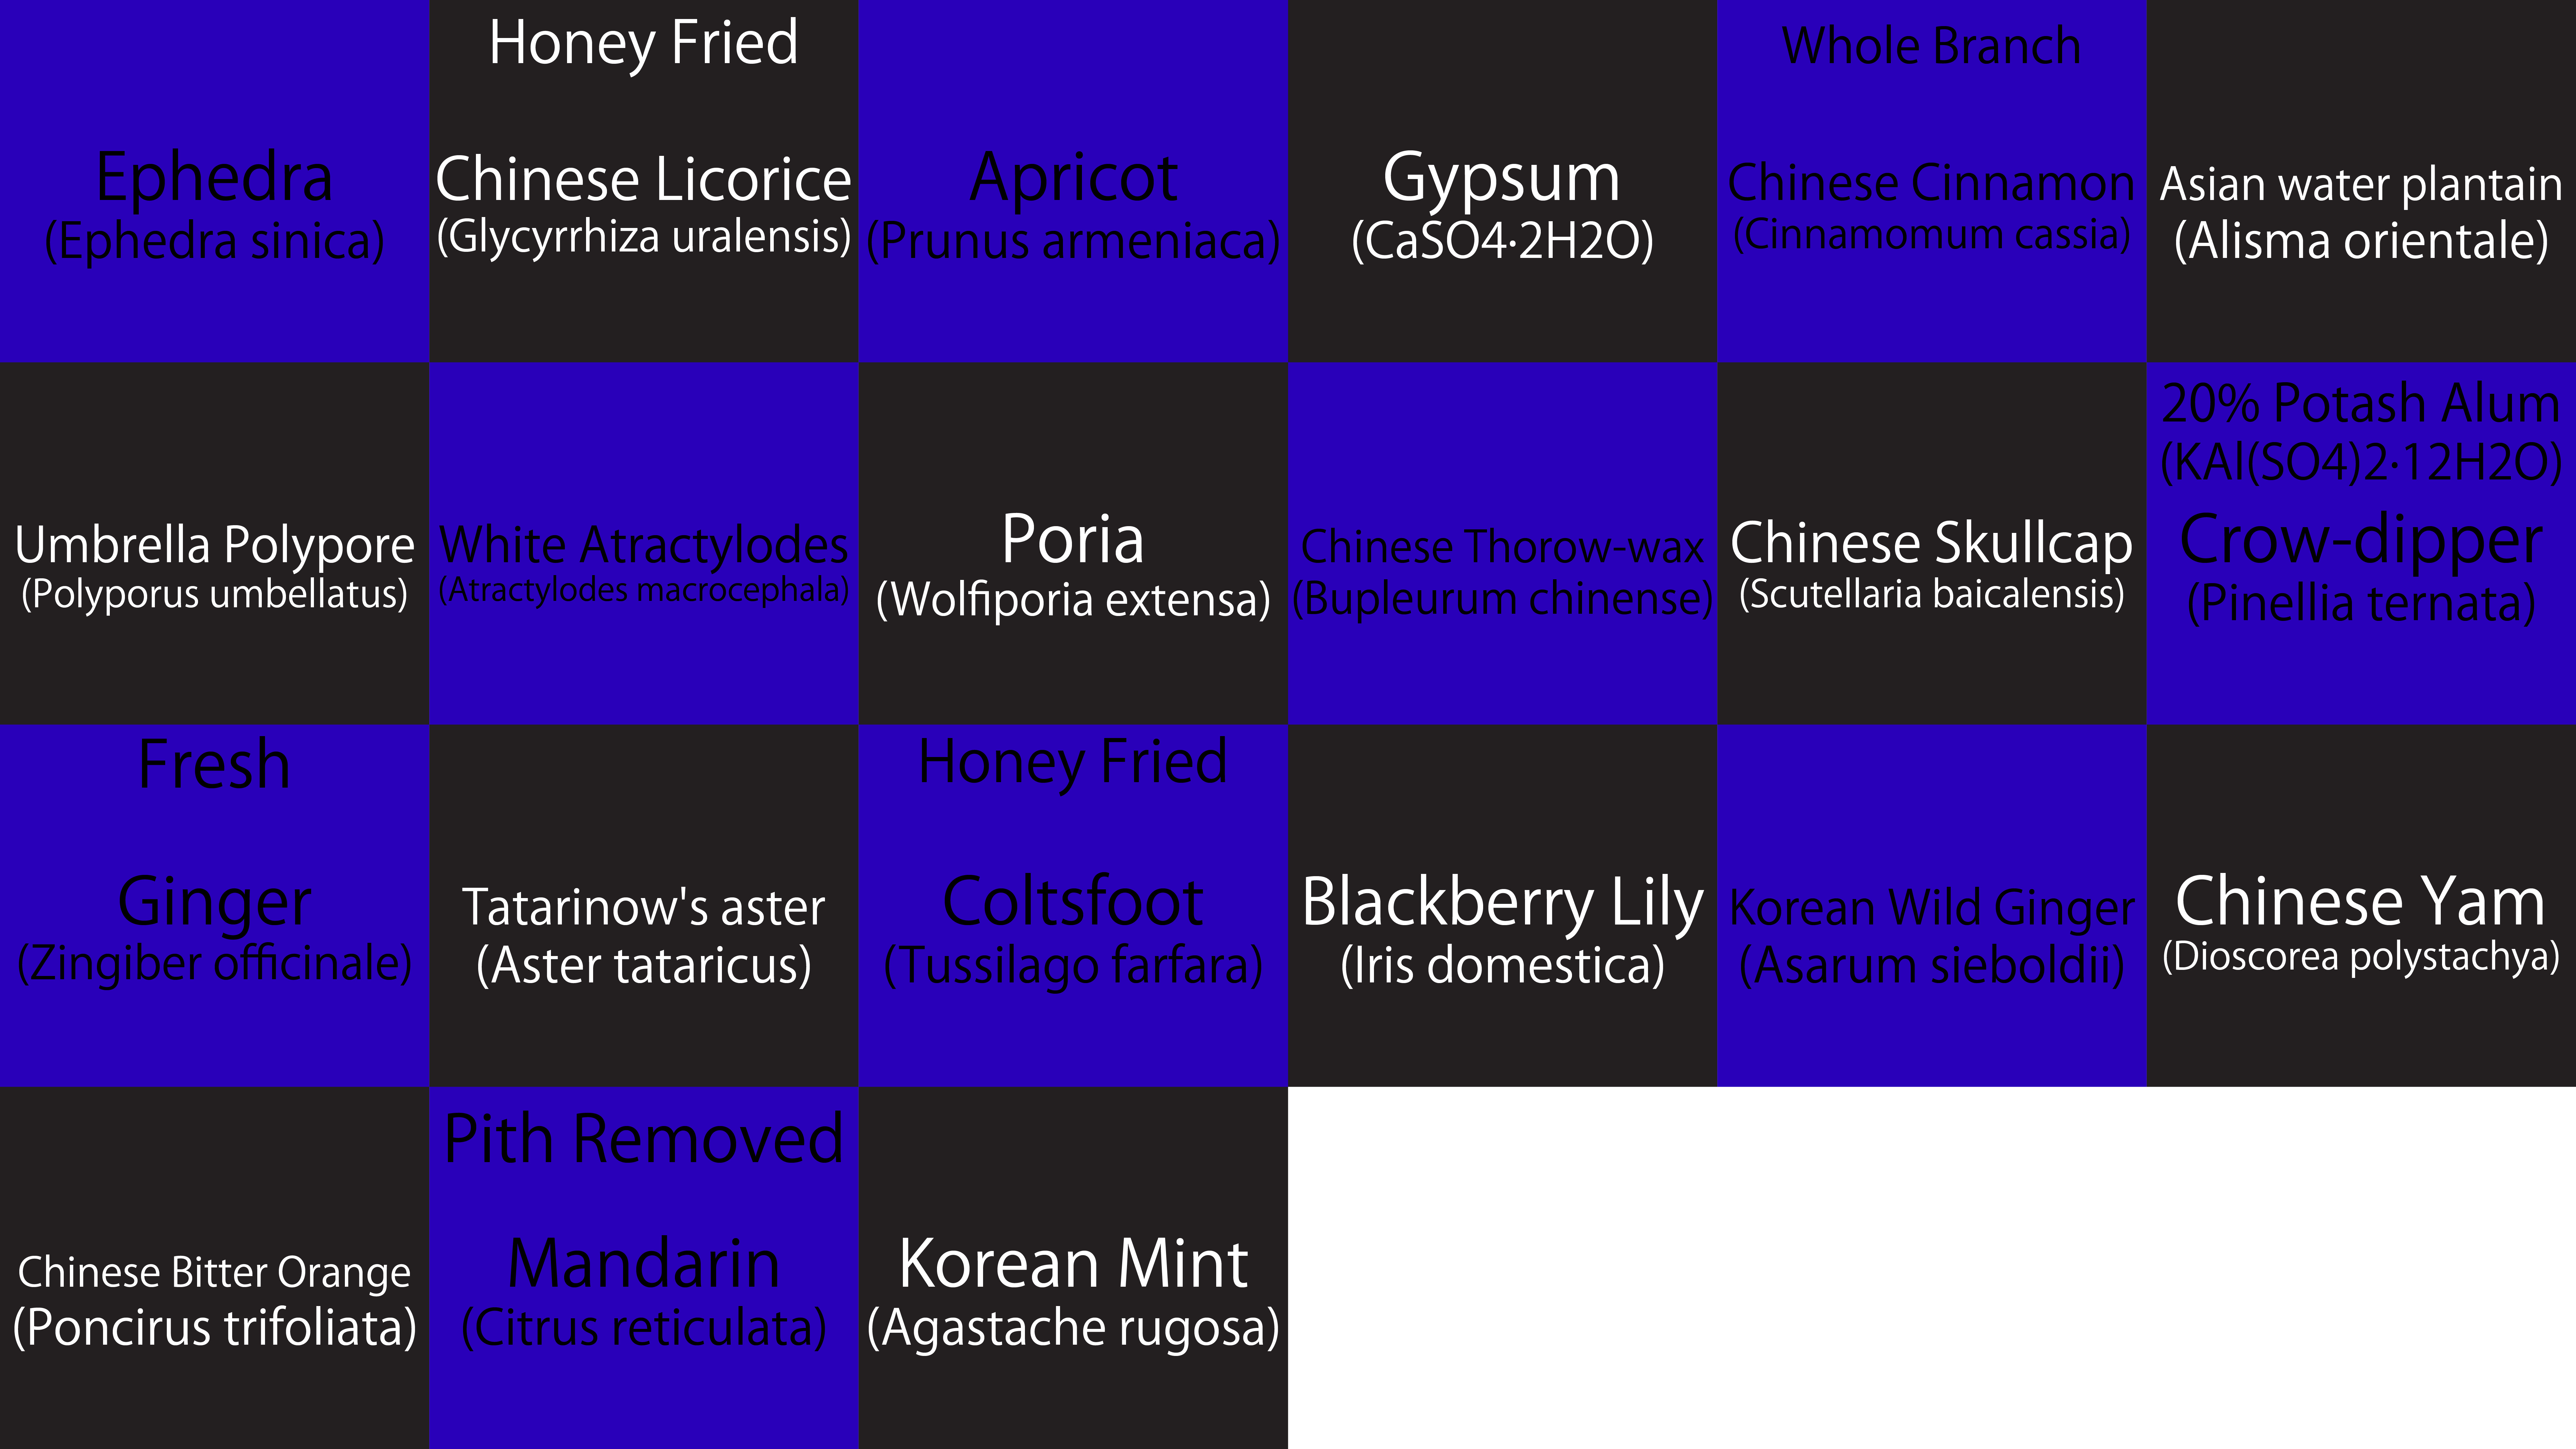 Ephedra
(Ephedra sinica)
Honey Fried
Chinese Licorice
(Glycyrrhiza uralensis)
Apricot
(Prunus armeniaca)
Gypsum
(CaSO4·2H2O)
Whole Branch
Chinese Cinnamon
(Cinnamomum cassia)
Asian water plantain
(Alisma orientale)
Umbrella Polypore
(Polyporus umbellatus)
White Atractylodes
(Atractylodes macrocephala)
Poria
(Wolfiporia extensa)
Chinese Thorow-wax
(Bupleurum chinense)
Chinese Skullcap
(Scutellaria baicalensis)
20% Potash Alum
(KAl(SO4)2·12H2O)
Crow-dipper
(Pinellia ternata)
Fresh
Ginger
(Zingiber officinale)
Tatarinow's aster
(Aster tataricus)
Honey Fried
Coltsfoot
(Tussilago farfara)
Blackberry Lily
(Iris domestica)
Korean Wild Ginger
(Asarum sieboldii)
Chinese Yam
(Dioscorea polystachya)
Chinese Bitter Orange
(Poncirus trifoliata)
Pith Removed
Mandarin
(Citrus reticulata)
Korean Mint
(Agastache rugosa)